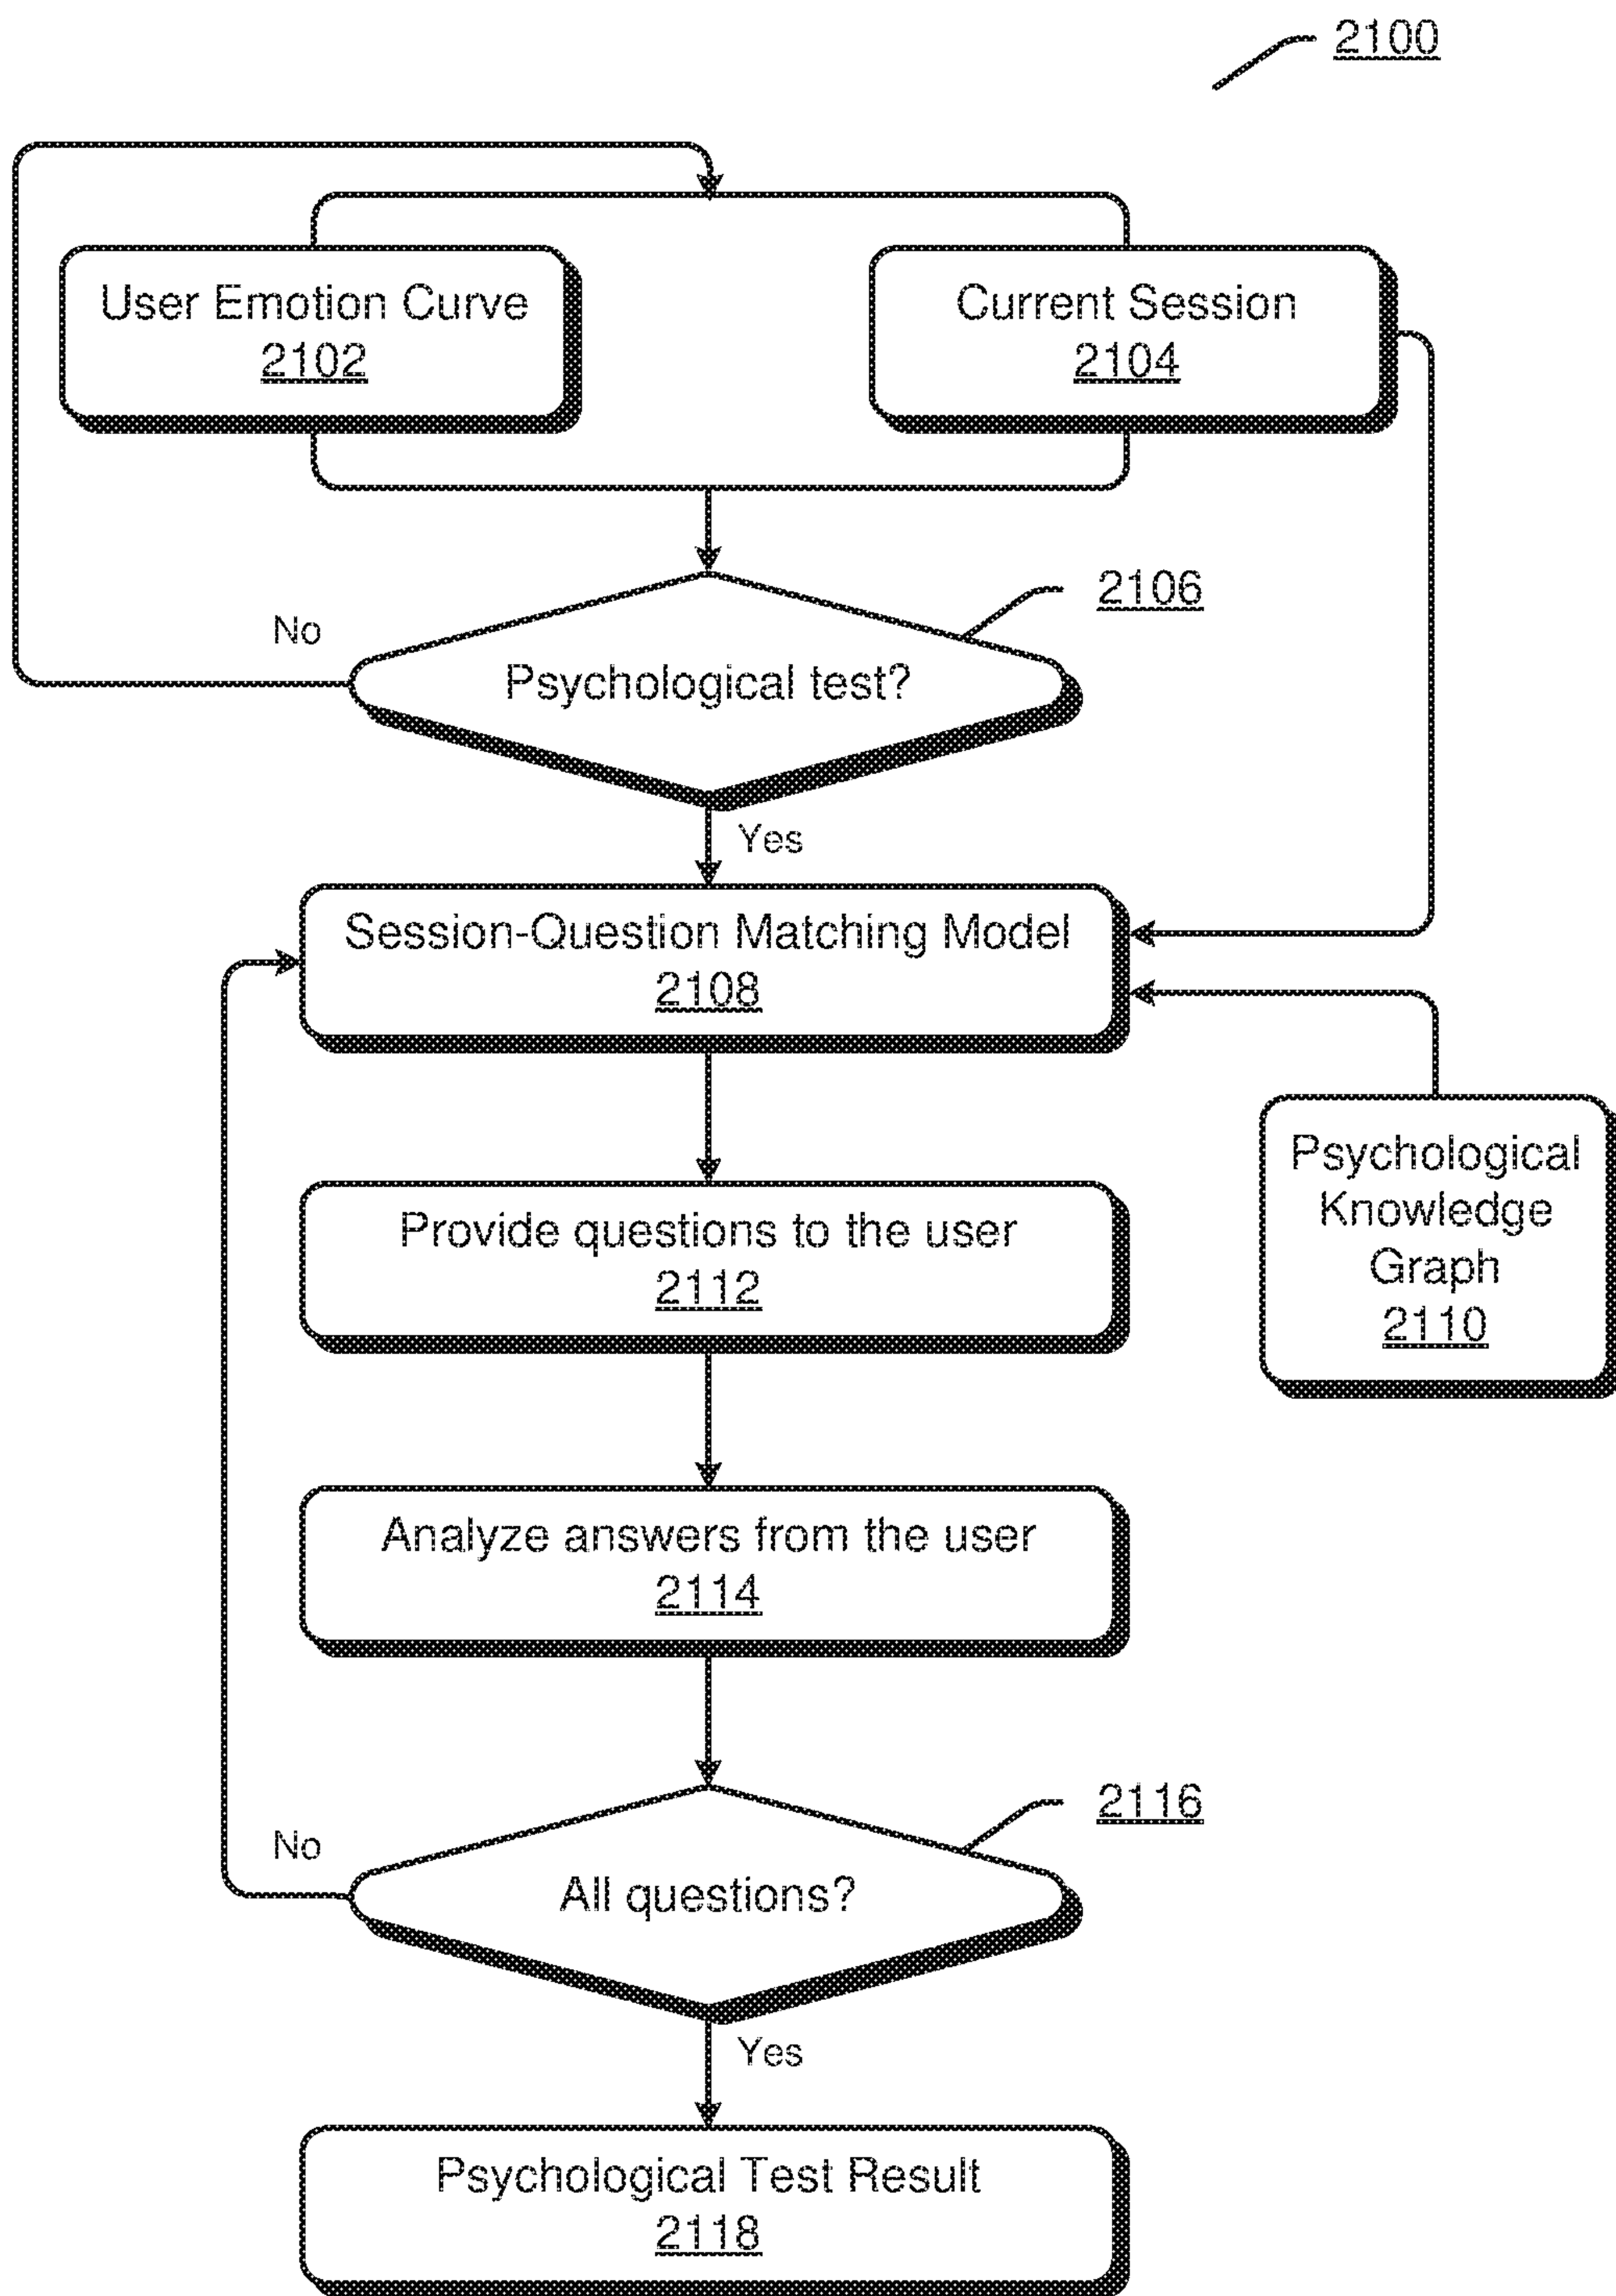 2100
User Emotion Curve
2102
Current Session
2104
2106
No
Psychological test?
Yes
Session-Question Matching Model
2108
Psychological
Knowledge
Graph
2110
Provide questions to the user
2112
Analyze answers from the user
2114
2116
No
All questions?
Yes
Psychological Test Result
2118